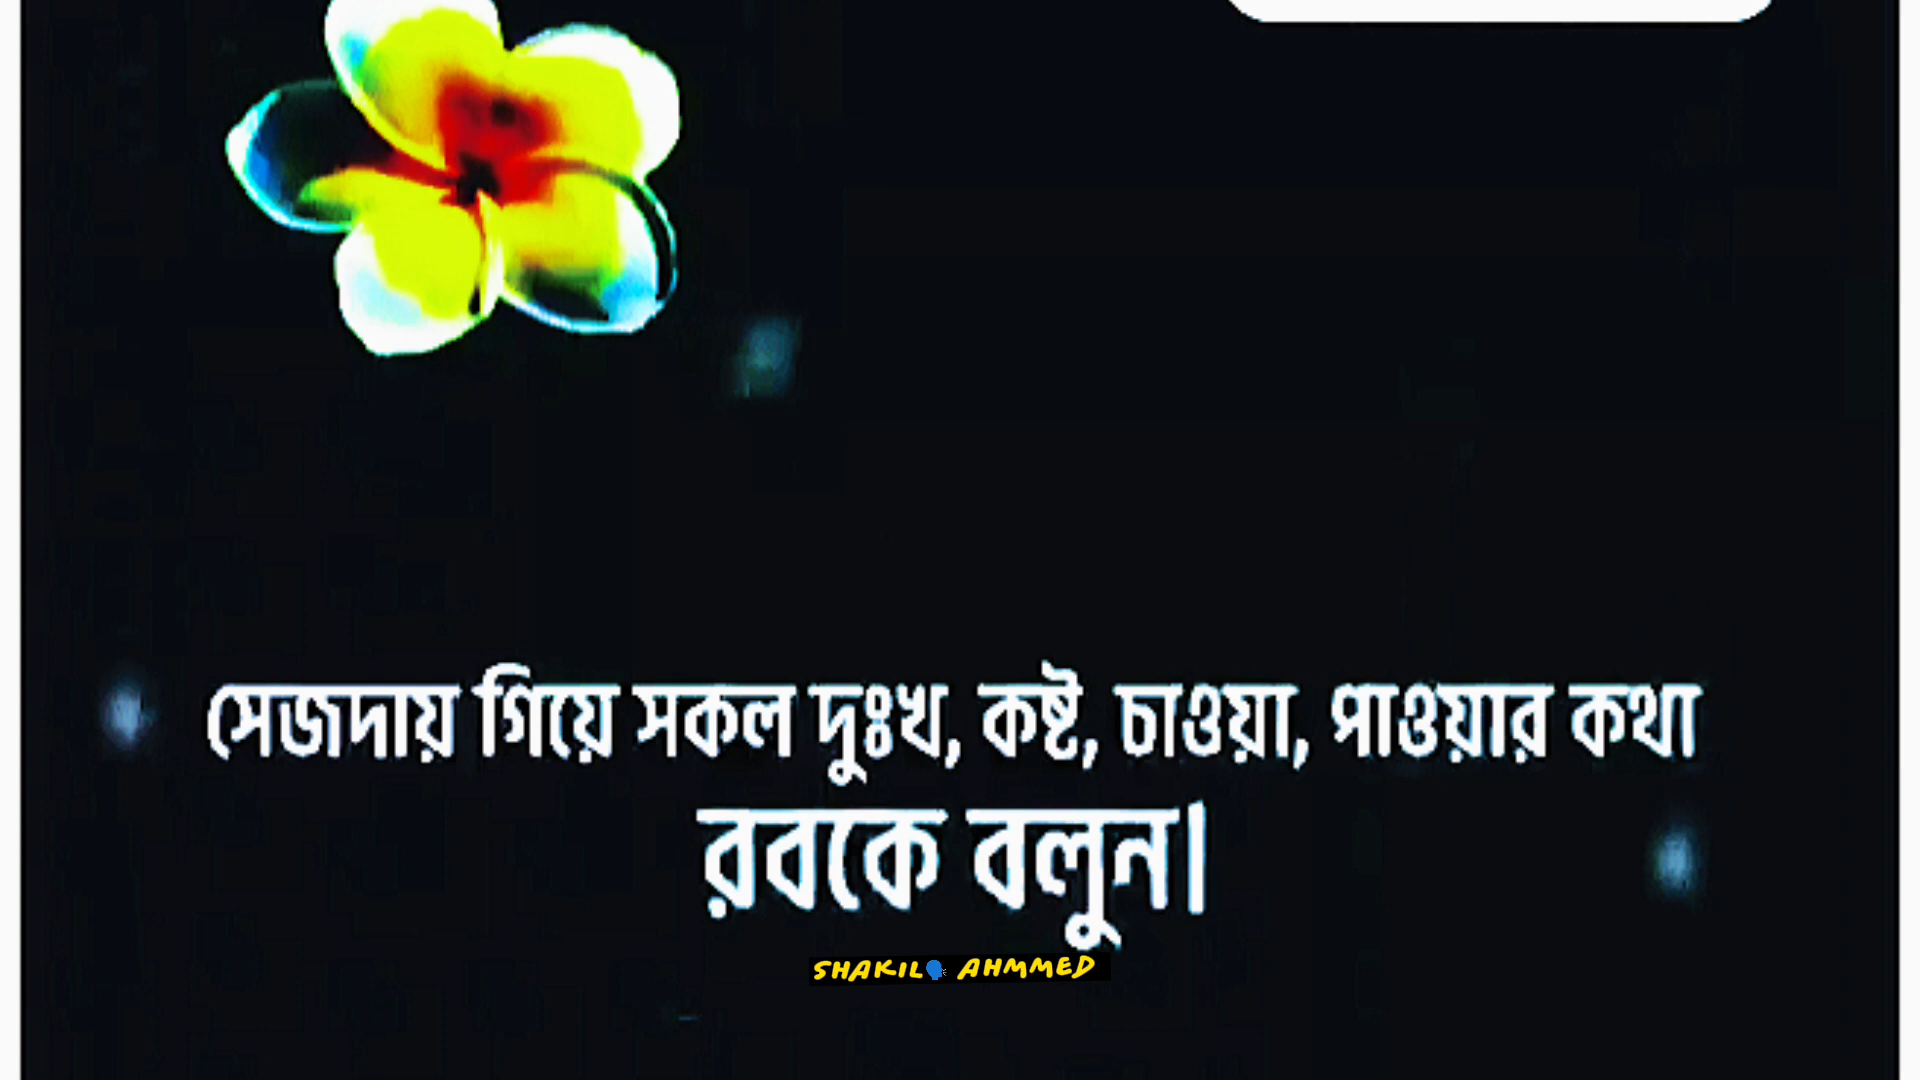 সেজদায় গিয়ে সকল দুঃখ, কষ্ট, চাওয়া, পাওয়ার কথা
রবকে বলুন।
SHAKIL🗣 AHMMED